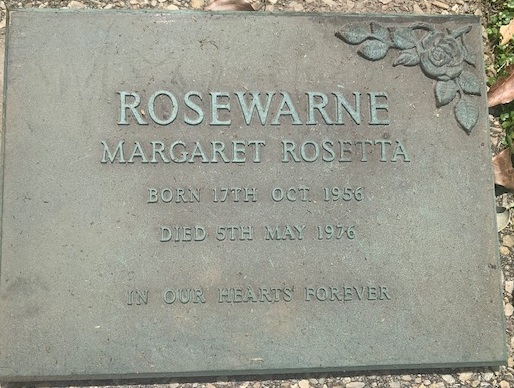 ROSEWARNE
MARGARET ROSETTA
BORN 17TH OCT. 1956
DIED 5TH MAY 1976
IN OUR HEARTS FOREVER